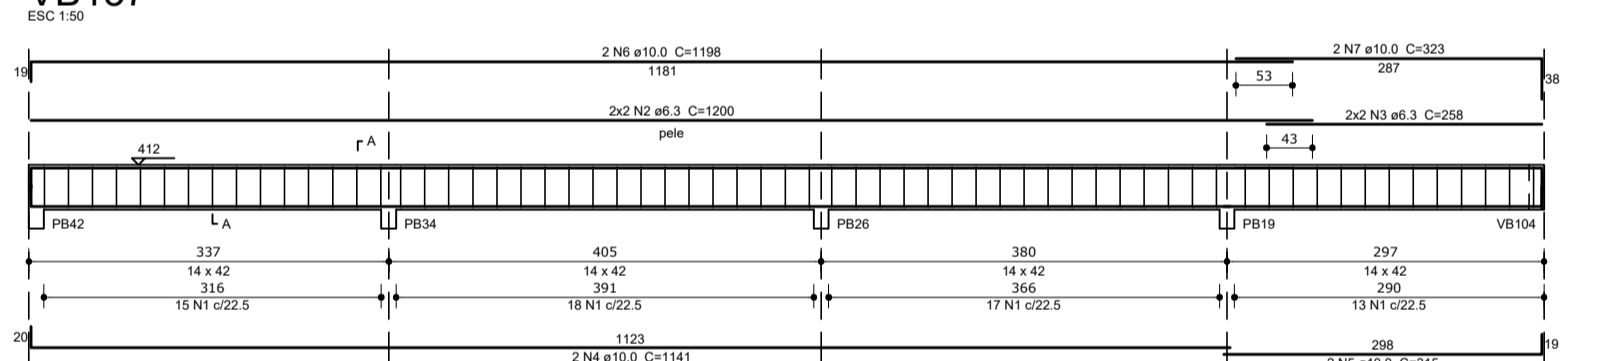 ESC 1:50
2 N6 ø10.0 C=1198
2 N7 ø10.0 C=323
19
1181
287
38
53
2x2 N2 ø6.3 C=1200
2x2 N3 ø6.3 C=258
pele
43
412
A
A
PB42
PB34
PB26
PB19
VB104
337
405
380
297
14 x 42
14 x 42
14 x 42
14 x 42
316
391
366
290
15 N1 c/22.5
18 N1 c/22.5
17 N1 c/22.5
13 N1 c/22.5
20
1123
298
19
2 N4 ø10.0 C=1141